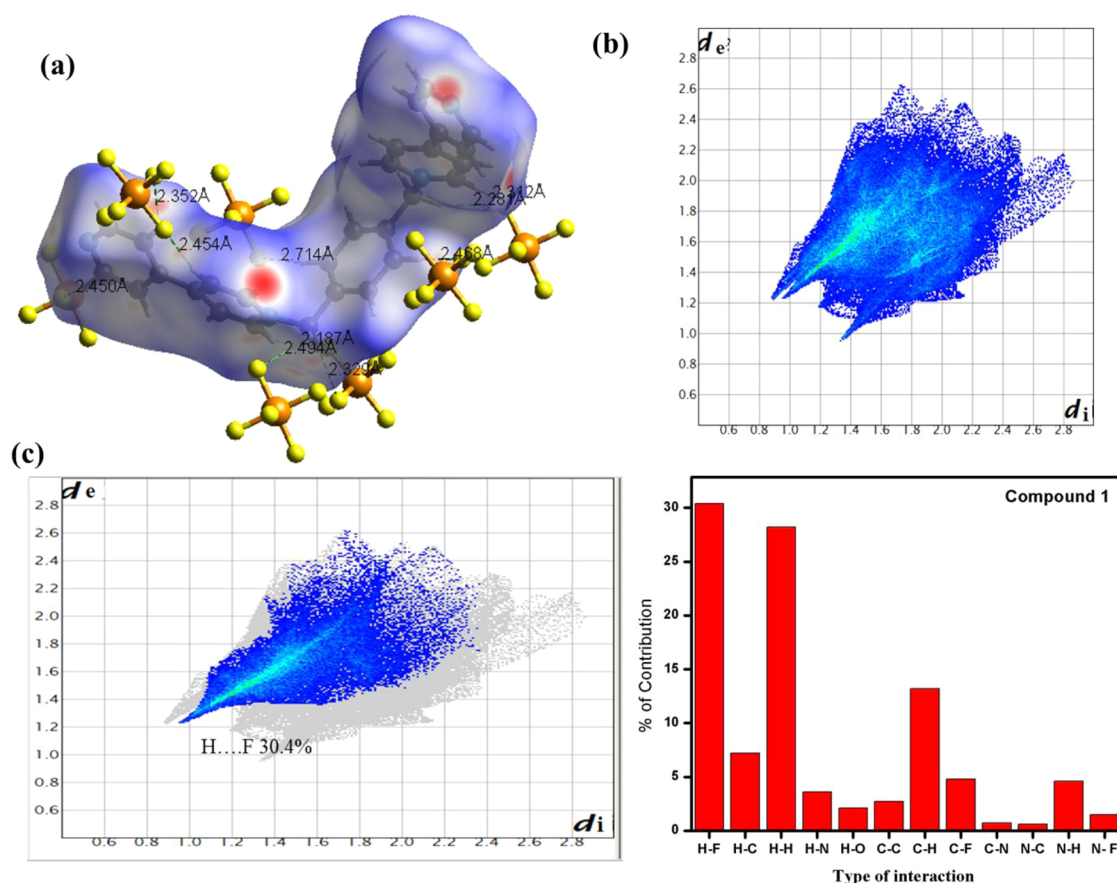 (a)
2.352Å
2.454Å
2.450Å
2.714Å
2.312Å
2.281Å
2.468Å
2.187Å
2.494Å
2.329Å
(b)
d e
2.8
2.6
2.4
2.2
2.0
1.8
1.6
1.4
1.2
1.0
0.8
0.6
d i
0.6 0.8 1.0 1.2 1.4 1.6 1.8 2.0 2.2 2.4 2.6 2.8
(c)
d e
2.8
2.6
2.4
2.2
2.0
1.8
1.6
1.4
1.2
1.0
0.8
0.6
H....F 30.4%
d i
0.6 0.8 1.0 1.2 1.4 1.6 1.8 2.0 2.2 2.4 2.6 2.8
Compound 1
% of Contribution
30
25
20
15
10
5
0
H-F H-C H-H H-N H-O C-C C-H C-F C-N N-C N-H N- F
Type of interaction